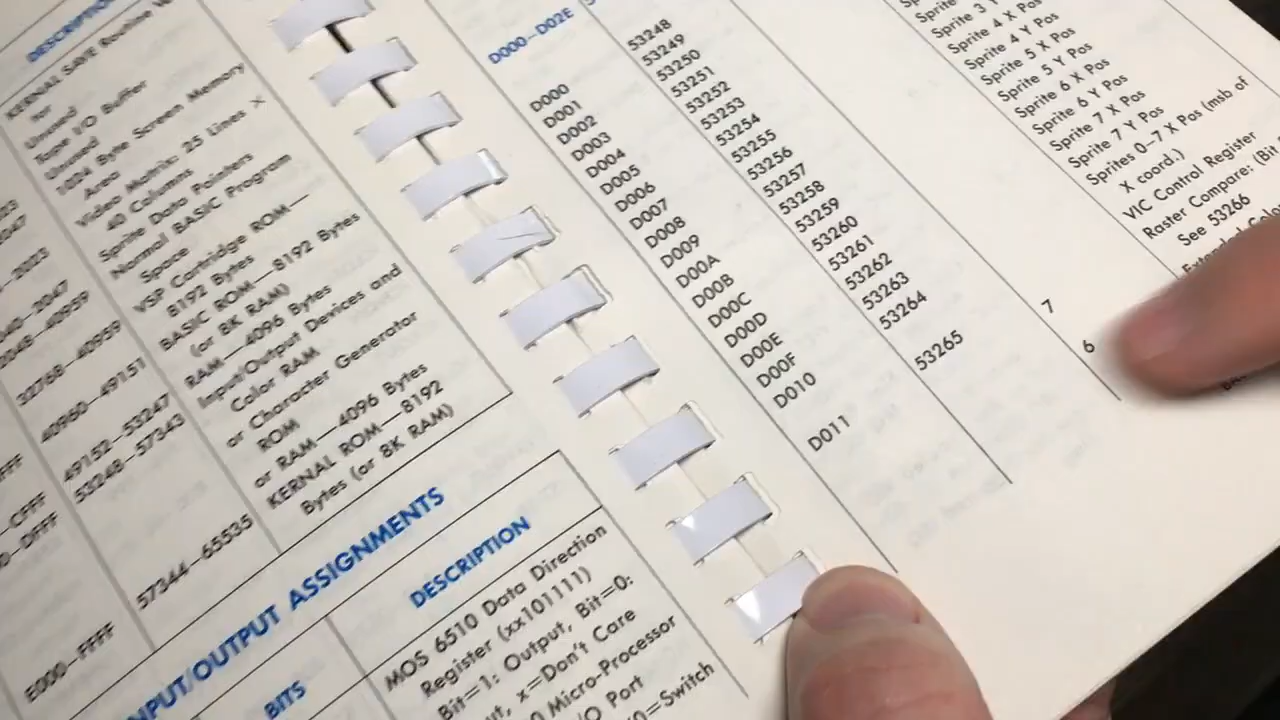 DESCRIPTION
KERNAL SAVE Routine
Unused
Tape I/O Buffer
Unused
1024 Byte Screen Memory
Area
Video Matrix: 25 Lines X
40 Columns
Sprite Data Pointers
Normal BASIC Program
Space
VSP Cartridge ROM—
8192 Bytes
BASIC ROM—8192 Bytes
(or 8K RAM)
RAM—4096 Bytes
Input/Output Devices and
Color RAM
or Character Generator
ROM
or RAM—4096 Bytes
KERNAL ROM—8192
Bytes (or 8K RAM)
32768—40959
40960—49151
49152—53247
53248—57343
57344—65535
CFFF
DFFF
E000—FFFF
INPUT/OUTPUT ASSIGNMENTS
BITS
DESCRIPTION
MOS 6510 Data Direction
Register (xx101111)
Bit=1: Output, Bit=0:
x=Don't Care
Micro-Processor
Port
=Switch
D000—D02E
D000 53248
D001 53249
D002 53250
D003 53251
D004 53252
D005 53253
D006 53254
D007 53255
D008 53256
D009 53257
D00A 53258
D00B 53259
D00C 53260
D00D 53261
D00E 53262
D00F 53263
D010 53264
D011 53265
7
6
Sprite 3 Y
Sprite 4 X Pos
Sprite 4 Y Pos
Sprite 5 X Pos
Sprite 5 Y Pos
Sprite 6 X Pos
Sprite 6 Y Pos
Sprite 7 X Pos
Sprite 7 Y Pos
Sprites 0—7 X Pos (msb of
X coord.)
VIC Control Register
Raster Compare: (Bit
See 53266